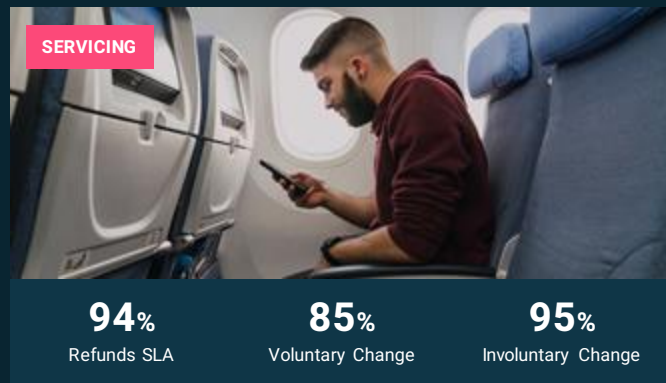 SERVICING
94% 85% 95%
Refunds SLA Voluntary Change Involuntary Change